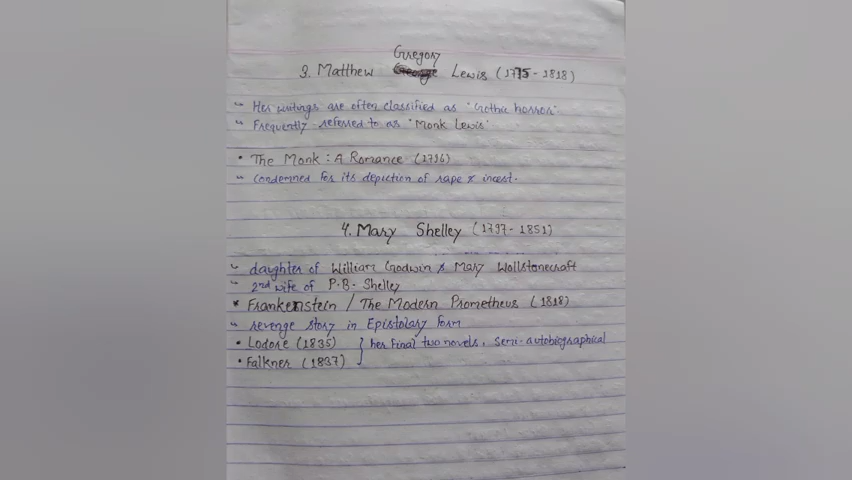 Gregory
3. Matthew George Lewis (1775-1818)
Her writings are often classified as "Gothic horror".
Frequently referred to as "Monk Lewis"
• The Monk : A Romance (1796)
Condemned for its depiction of rape & incest.
4. Mary Shelley (1797-1851)
daughter of William Godwin & Mary Wollstonecraft
2nd wife of P.B. Shelley
* Frankenstein / The Modern Prometheus (1818)
revenge story in Epistolary form
• Lodore (1835) } her final two novels, semi-autobiographical
• Falkner (1837)